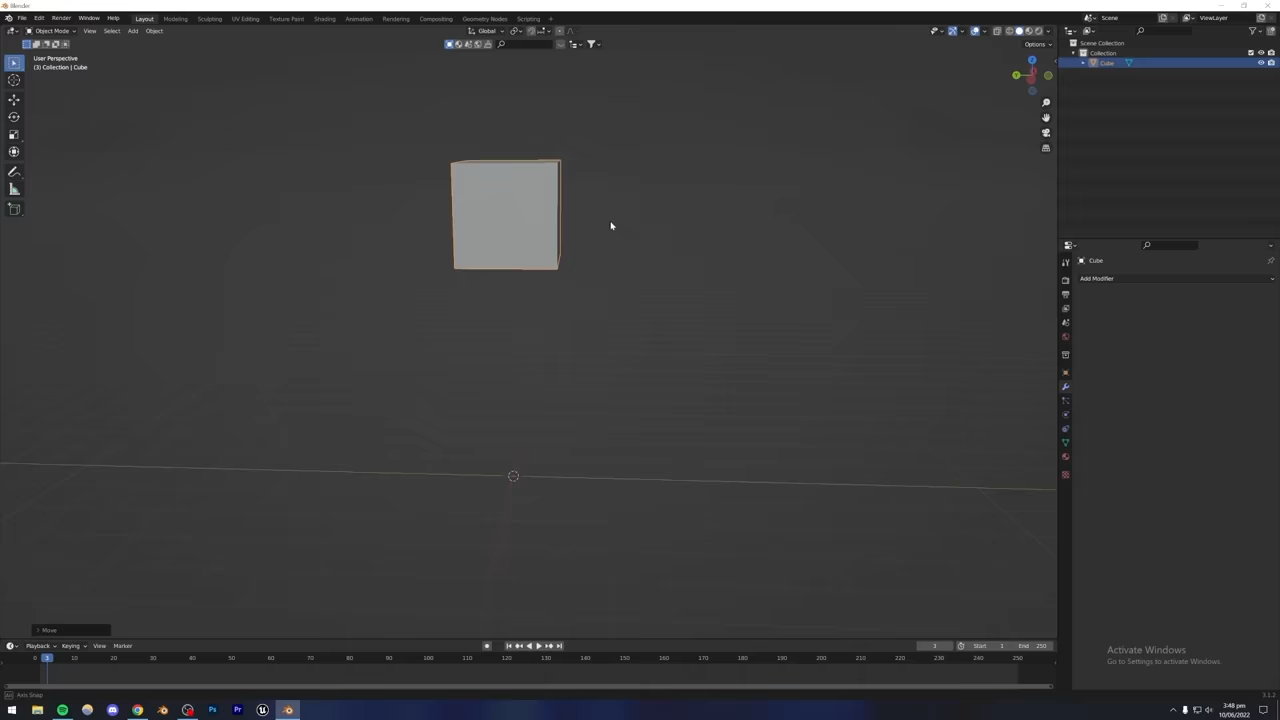 Blender
File Edit Render Window Help Layout Modeling Sculpting UV Editing Texture Paint Shading Animation Rendering Compositing Geometry Nodes Scripting Scene ViewLayer
Object Mode View Select Add Object Global
Options
Scene Collection
Collection
Cube
User Perspective
(3) Collection | Cube
Cube
Add Modifier
Move
Playback Keying View Marker 3 Start 1 End 250
0 3 10 20 30 40 50 60 70 80 90 100 110 120 130 140 150 160 170 180 190 200 210 220 230 240 250
Activate Windows
Go to Settings to activate Windows.
Axis Snap 3.1.2
Ps Pr
3:48 pm
10/06/2022